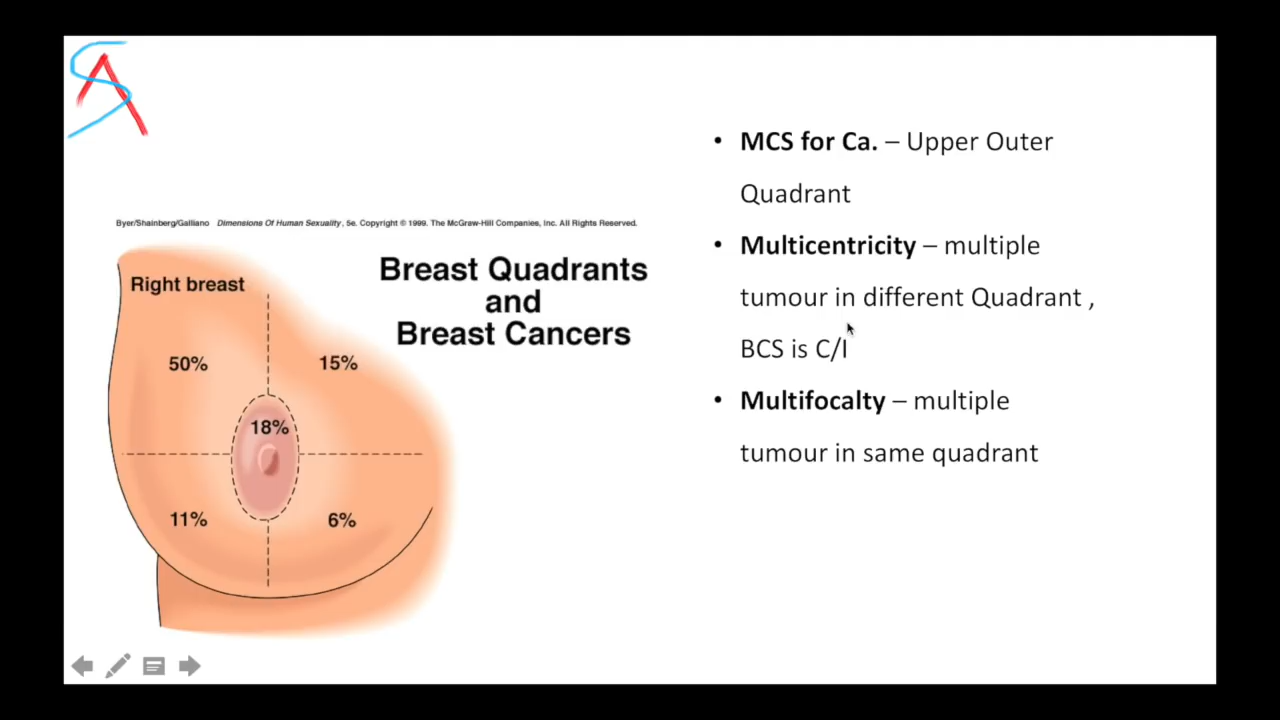 SA
Byer/Shainberg/Galliano Dimensions Of Human Sexuality, 5e. Copyright © 1999. The McGraw-Hill Companies, Inc. All Rights Reserved.
Breast Quadrants
and
Breast Cancers
Right breast
50%
15%
18%
11%
6%
• MCS for Ca. – Upper Outer
Quadrant
• Multicentricity – multiple
tumour in different Quadrant ,
BCS is C/I
• Multifocalty – multiple
tumour in same quadrant